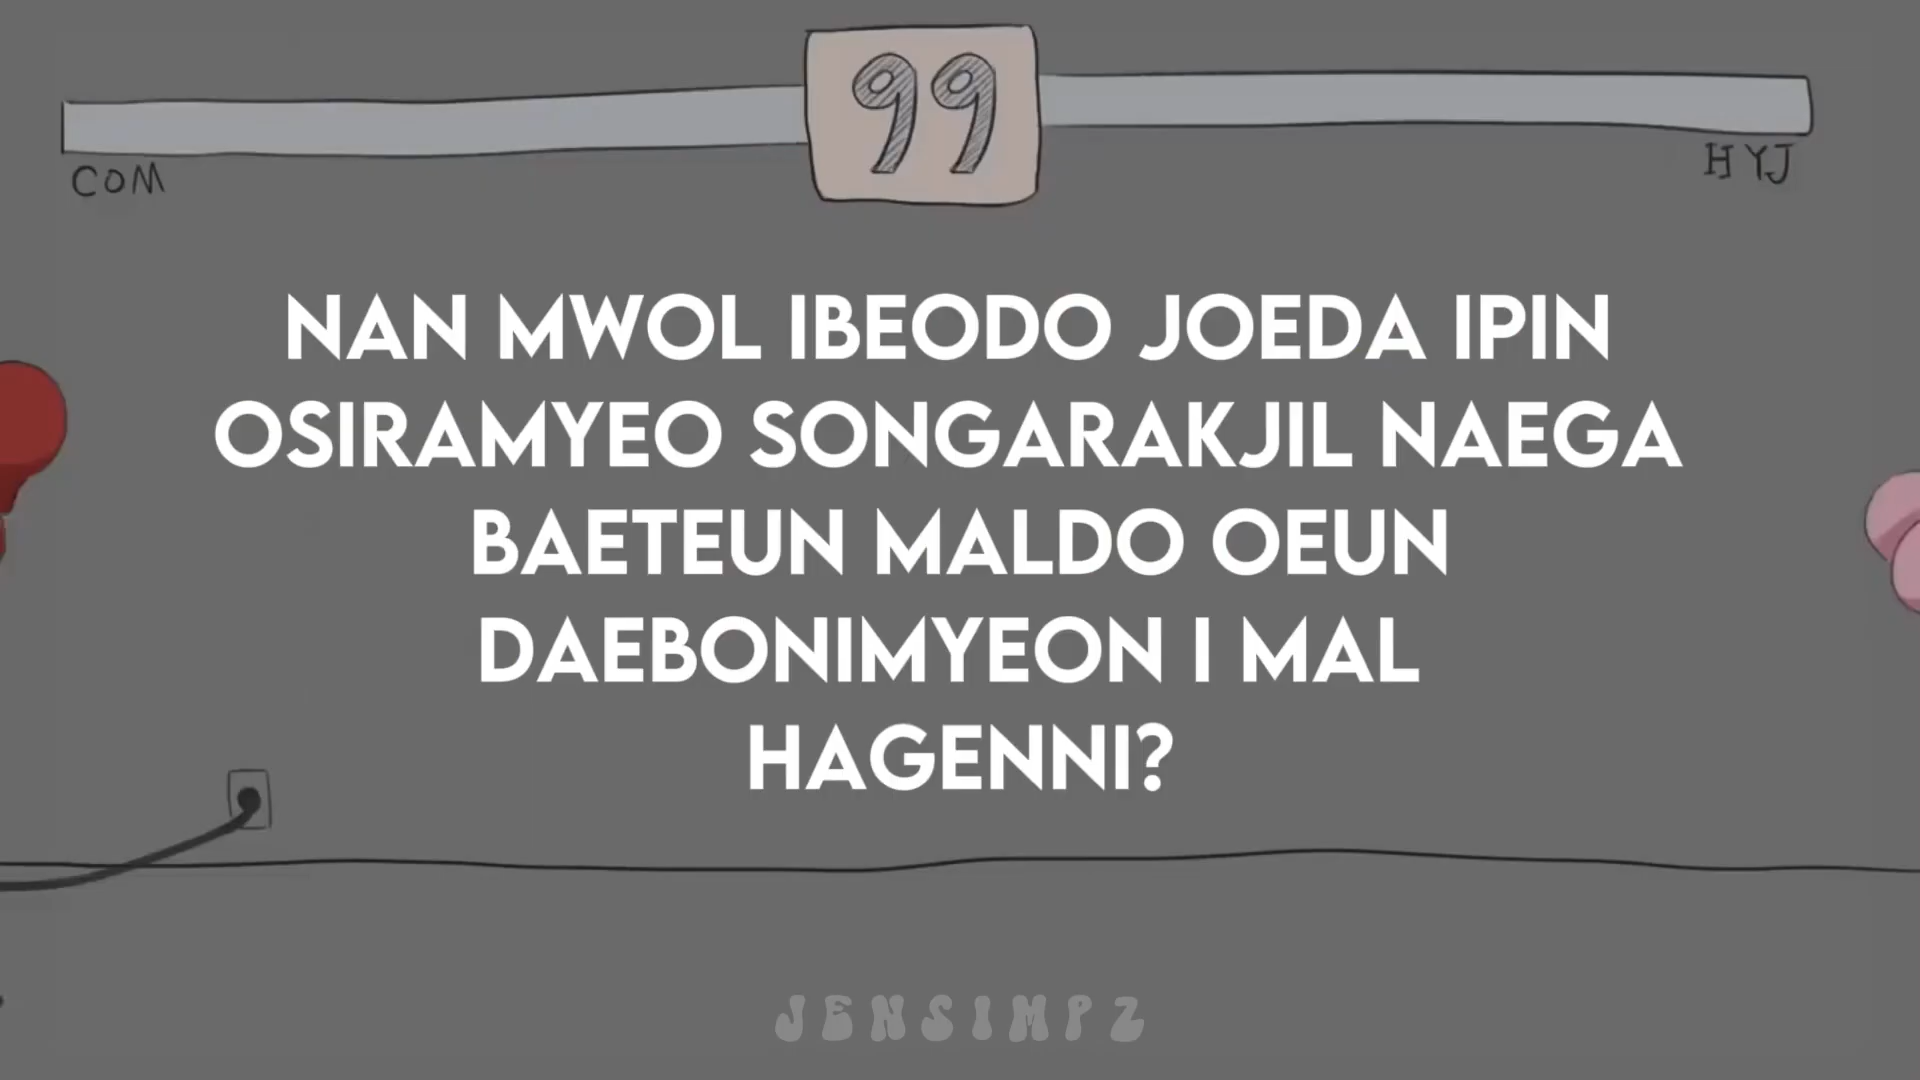 99
COM
HYJ
NAN MWOL IBEODO JOEDA IPIN
OSIRAMYEO SONGARAKJIL NAEGA
BAETEUN MALDO OEUN
DAEBONIMYEON I MAL
HAGENNI?
JENSIMPZ